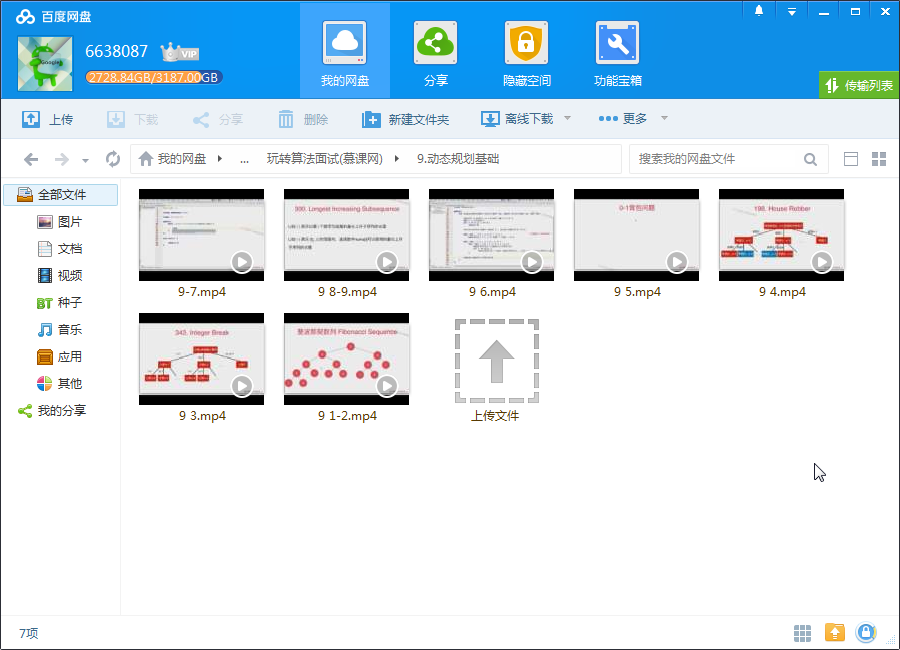 百度网盘
6638087
VIP
2728.84GB/3187.00GB
我的网盘
分享
隐藏空间
功能宝箱
传输列表
上传
下载
分享
删除
新建文件夹
离线下载
更多
我的网盘
...
玩转算法面试(慕课网)
9.动态规划基础
搜索我的网盘文件
全部文件
图片
文档
视频
BT 种子
音乐
应用
其他
我的分享
300. Longest Increasing Subsequence
0-1背包问题
198. House Robber
9-7.mp4
9 8-9.mp4
9 6.mp4
9 5.mp4
9 4.mp4
343. Integer Break
斐波那契数列 Fibonacci Sequence
9 3.mp4
9 1-2.mp4
上传文件
7项